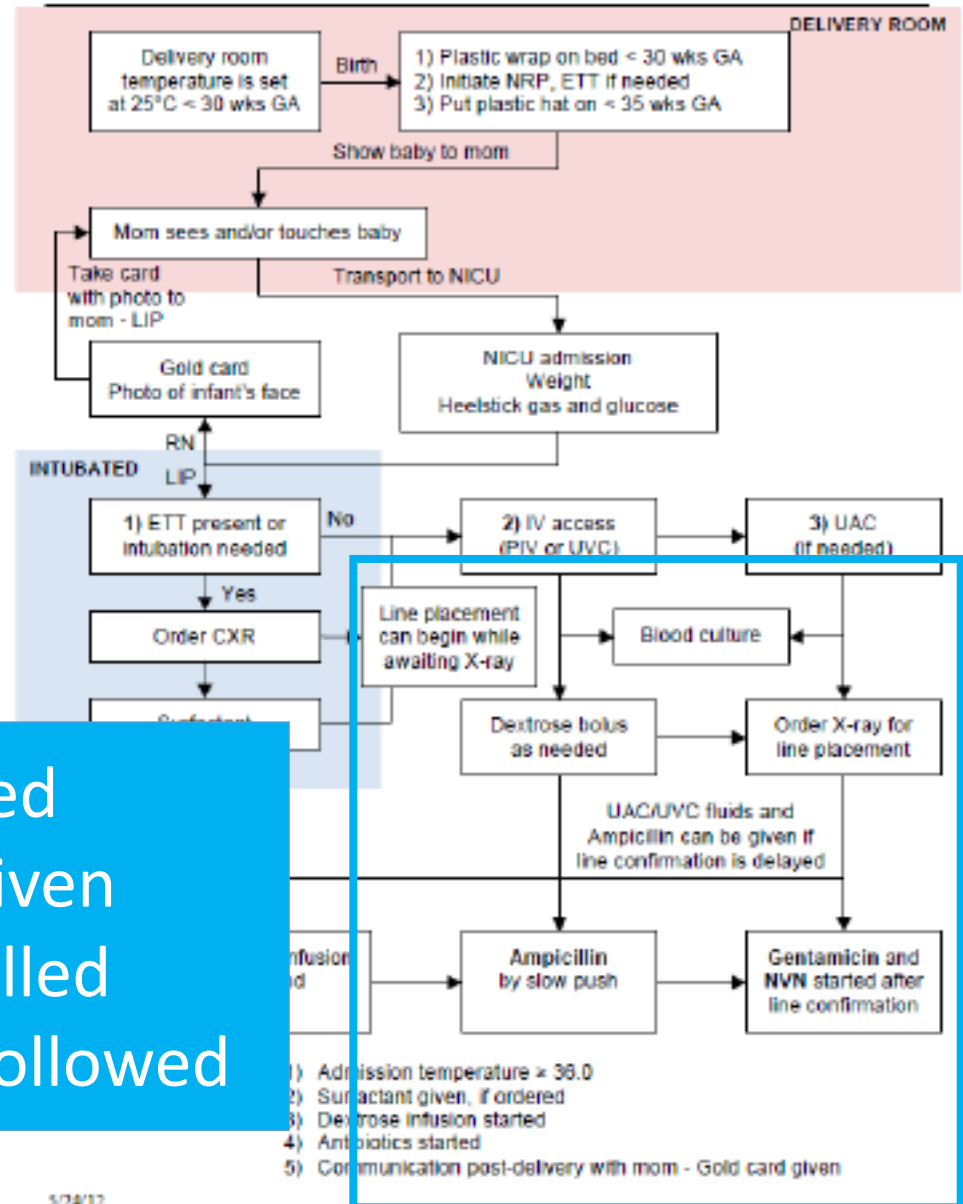 DELIVERY ROOM
Delivery room
temperature is set
at 25°C < 30 wks GA
Birth
1) Plastic wrap on bed < 30 wks GA
2) Initiate NRP, ETT if needed
3) Put plastic hat on < 35 wks GA
Show baby to mom
Mom sees and/or touches baby
Take card
with photo to
mom - LIP
Transport to NICU
Gold card
Photo of infant's face
NICU admission
Weight
Heelstick gas and glucose
RN
INTUBATED
LIP
1) ETT present or
intubation needed
No
2) IV access
(PIV or UVC)
3) UAC
(if needed)
Yes
Order CXR
Line placement
can begin while
awaiting X-ray
Blood culture
Dextrose bolus
as needed
Order X-ray for
line placement
UAC/UVC fluids and
Ampicillin can be given if
line confirmation is delayed
ed
iven
lled
ollowed
nfusion
d
Ampicillin
by slow push
Gentamicin and
NVN started after
line confirmation
1) Admission temperature ≥ 36.0
2) Surfactant given, if ordered
3) Dextrose infusion started
4) Antibiotics started
5) Communication post-delivery with mom - Gold card given